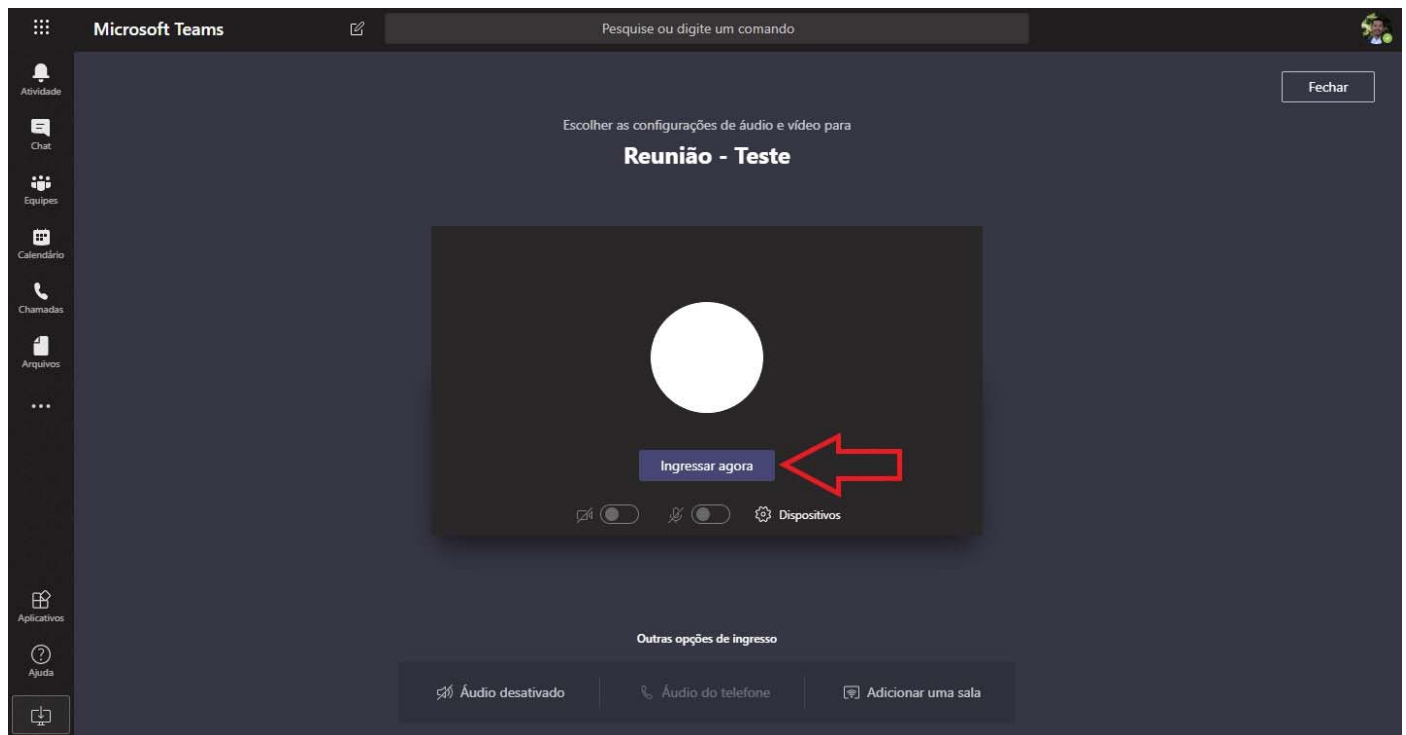 Microsoft Teams
Pesquise ou digite um comando
Atividade
Chat
Equipes
Calendário
Chamadas
Arquivos
Aplicativos
Ajuda
Fechar
Escolher as configurações de áudio e vídeo para
Reunião - Teste
Ingressar agora
Dispositivos
Outras opções de ingresso
Áudio desativado
Áudio do telefone
Adicionar uma sala